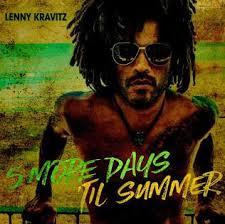 LENNY KRAVITZ
5 MORE DAYS
'TIL SUMMER